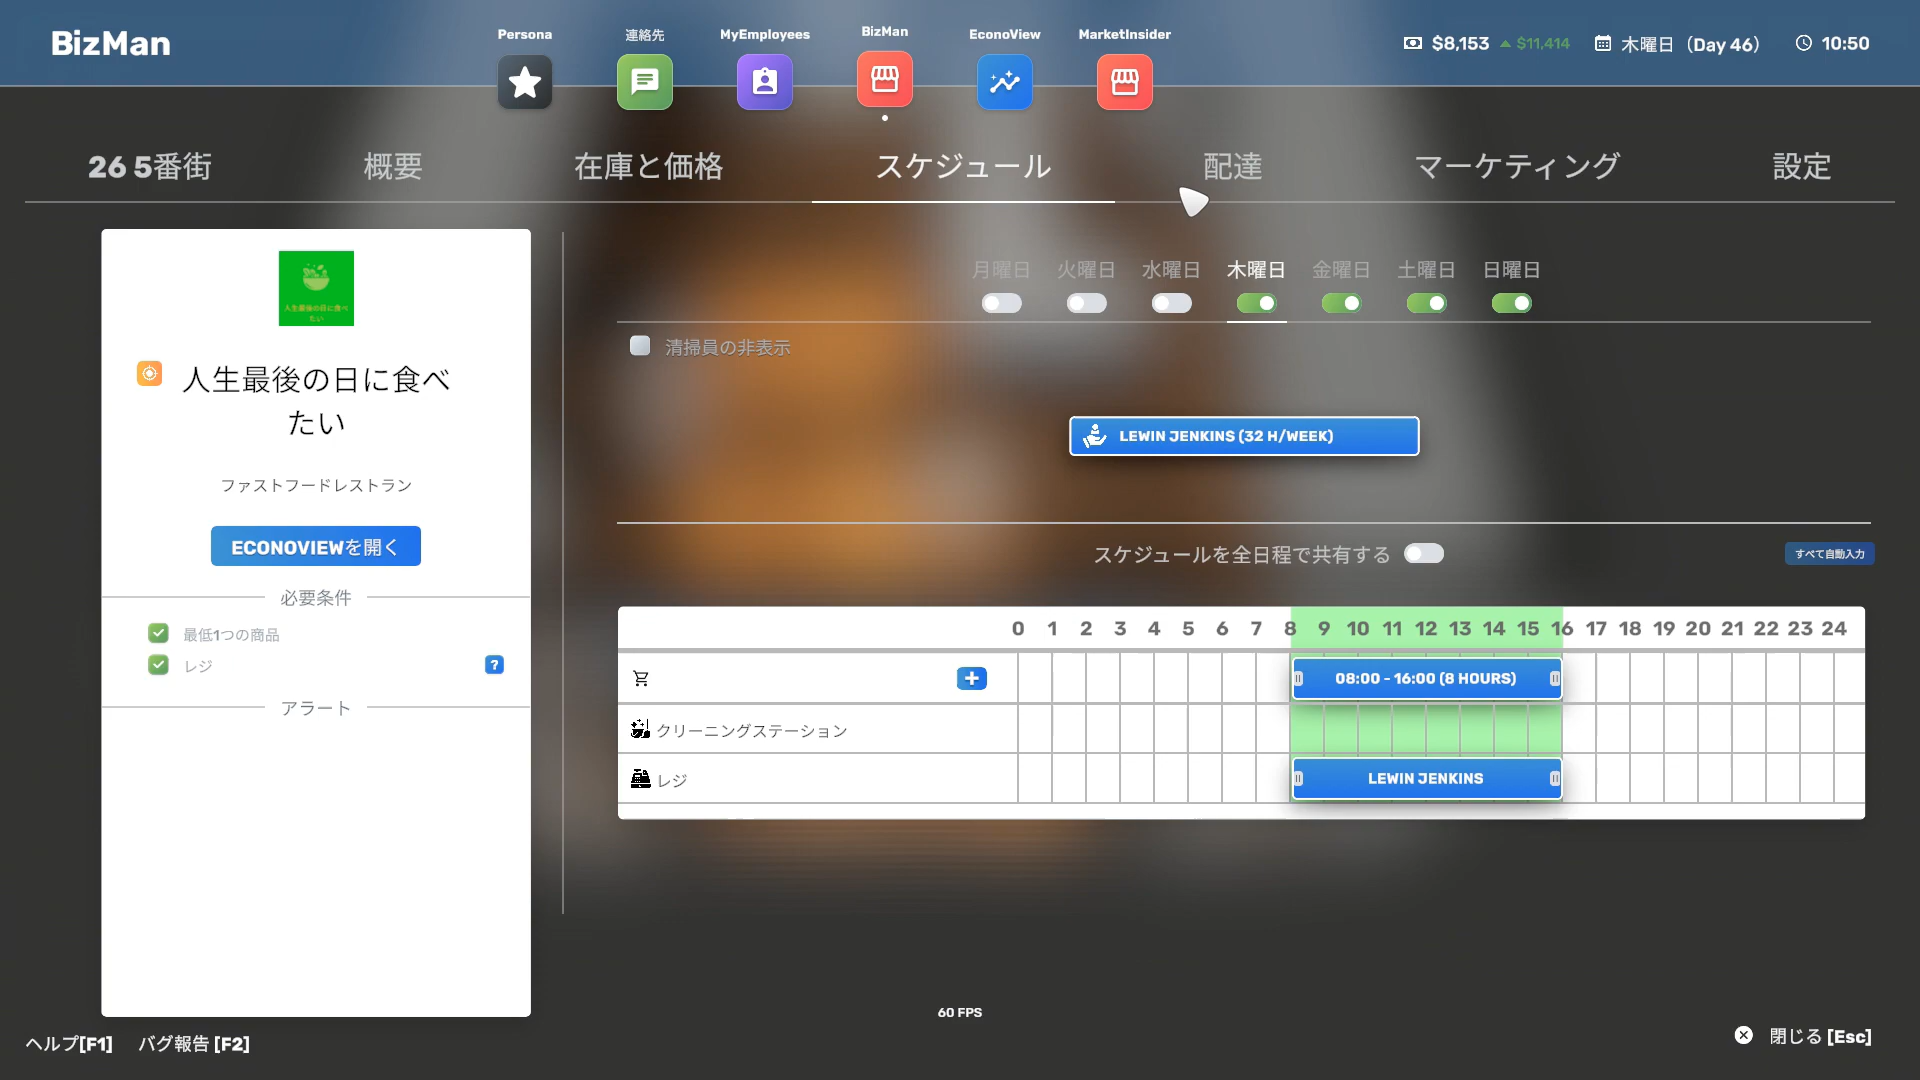 BizMan
Persona
連絡先
MyEmployees
BizMan
EconoView
MarketInsider
$8,153 $11,414 木曜日（Day 46） 10:50
26 5番街 概要 在庫と価格 スケジュール 配達 マーケティング 設定
人生最後の日に食べ
たい
人生最後の日に食べ
たい
ファストフードレストラン
ECONOVIEWを開く
必要条件
最低1つの商品
レジ ?
アラート
月曜日 火曜日 水曜日 木曜日 金曜日 土曜日 日曜日
清掃員の非表示
LEWIN JENKINS (32 H/WEEK)
スケジュールを全日程で共有する
すべて自動入力
0 1 2 3 4 5 6 7 8 9 10 11 12 13 14 15 16 17 18 19 20 21 22 23 24
08:00 - 16:00 (8 HOURS)
クリーニングステーション
レジ LEWIN JENKINS
60 FPS
ヘルプ[F1] バグ報告 [F2]
閉じる [Esc]